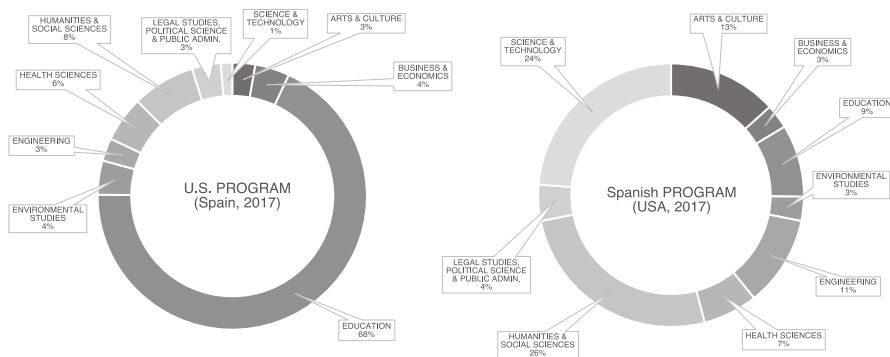 HUMANITIES &
SOCIAL SCIENCES
8%
LEGAL STUDIES,
POLITICAL SCIENCE
& PUBLIC ADMIN.
3%
SCIENCE &
TECHNOLOGY
1%
ARTS & CULTURE
3%
BUSINESS &
ECONOMICS
4%
HEALTH SCIENCES
6%
ENGINEERING
3%
ENVIRONMENTAL
STUDIES
4%
U.S. PROGRAM
(Spain, 2017)
EDUCATION
68%
SCIENCE &
TECHNOLOGY
24%
ARTS & CULTURE
13%
BUSINESS &
ECONOMICS
3%
EDUCATION
9%
ENVIRONMENTAL
STUDIES
3%
Spanish PROGRAM
(USA, 2017)
LEGAL STUDIES,
POLITICAL SCIENCE
& PUBLIC ADMIN.
4%
ENGINEERING
11%
HUMANITIES &
SOCIAL SCIENCES
26%
HEALTH SCIENCES
7%